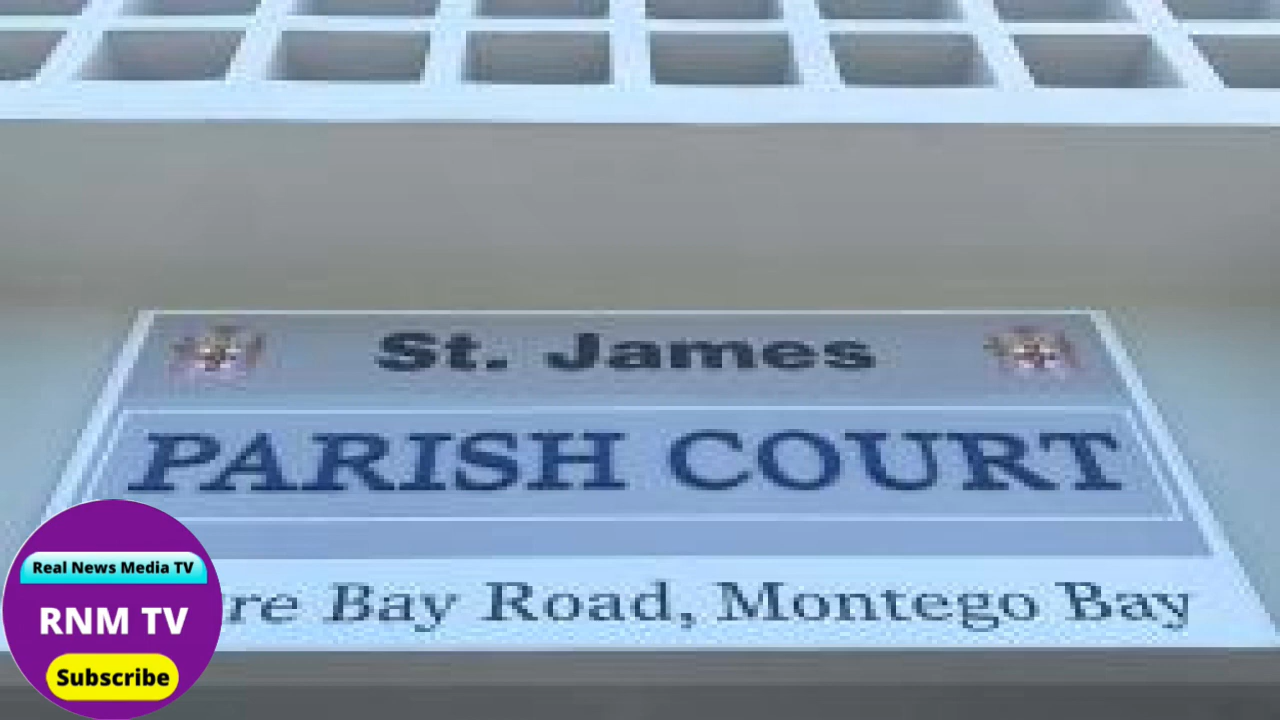 St. James
PARISH COURT
Bay Road, Montego Bay
Real News Media TV
RNM TV
Subscribe